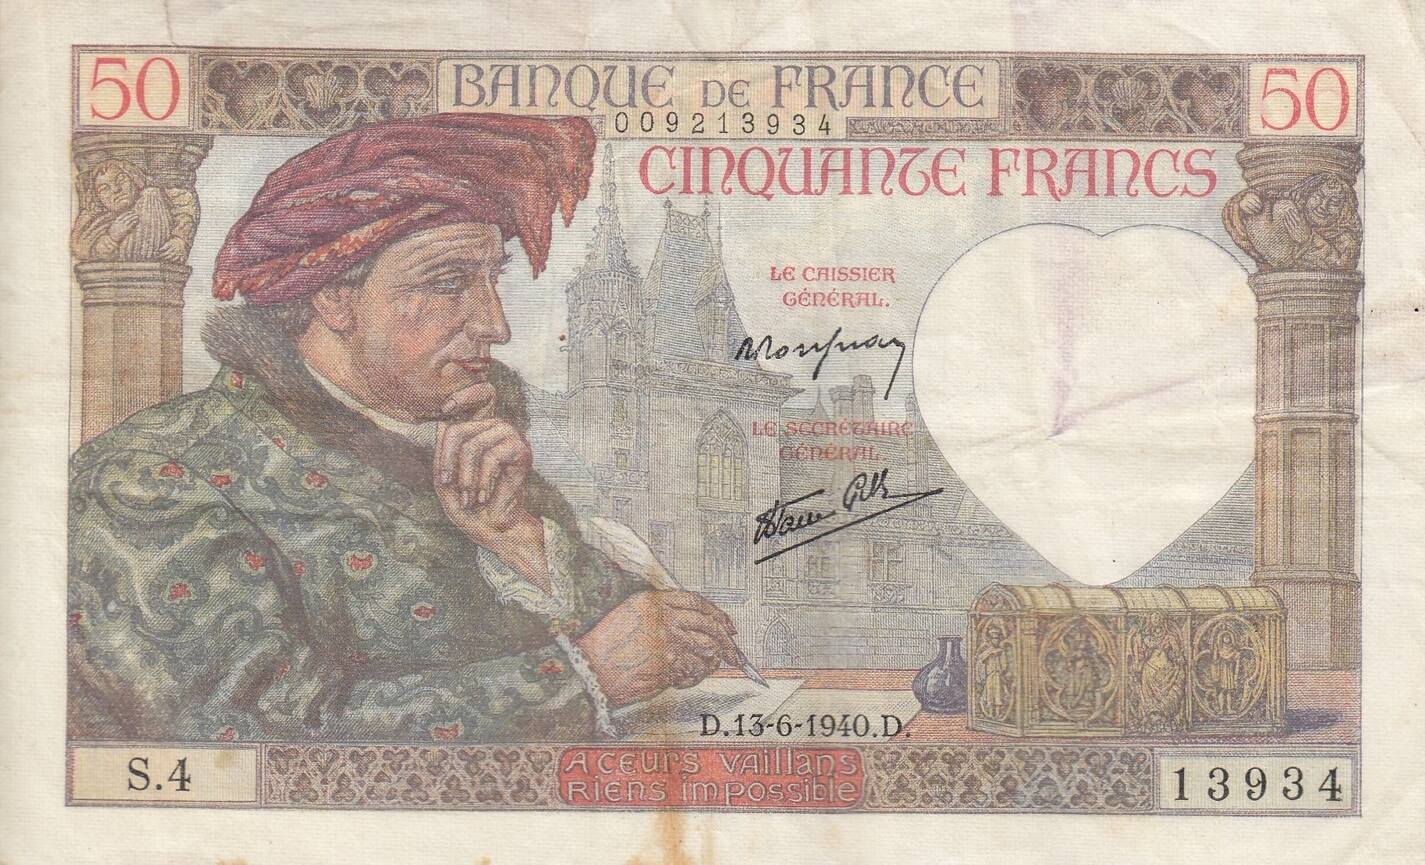 50
BANQUE DE FRANCE
50
009213934
CINQUANTE FRANCS
LE CAISSIER
GÉNÉRAL.
LE SECRÉTAIRE
GÉNÉRAL.
D.13-6-1940.D.
S.4
A CEURS VAILLANS
RIENS IMPOSSIBLE
13934